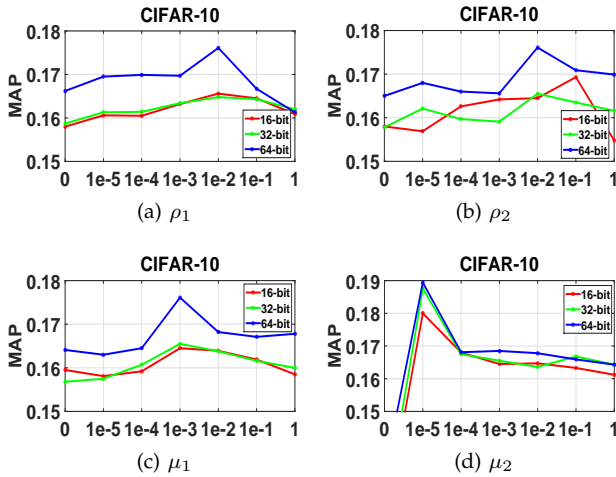 CIFAR-10
MAP
0.18
0.17
0.16
0.15
16-bit
32-bit
64-bit
0 1e-5 1e-4 1e-3 1e-2 1e-1 1
(a) ρ1
CIFAR-10
MAP
0.18
0.17
0.16
0.15
16-bit
32-bit
64-bit
0 1e-5 1e-4 1e-3 1e-2 1e-1 1
(b) ρ2
CIFAR-10
MAP
0.18
0.17
0.16
0.15
16-bit
32-bit
64-bit
0 1e-5 1e-4 1e-3 1e-2 1e-1 1
(c) μ1
CIFAR-10
MAP
0.19
0.18
0.17
0.16
0.15
16-bit
32-bit
64-bit
0 1e-5 1e-4 1e-3 1e-2 1e-1 1
(d) μ2